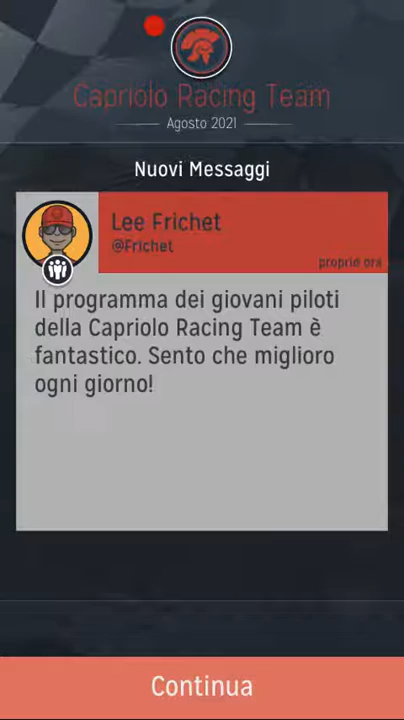 Capriolo Racing Team
Agosto 2021
Nuovi Messaggi
Lee Frichet
@Frichet
proprio ora
Il programma dei giovani piloti
della Capriolo Racing Team è
fantastico. Sento che miglioro
ogni giorno!
Continua